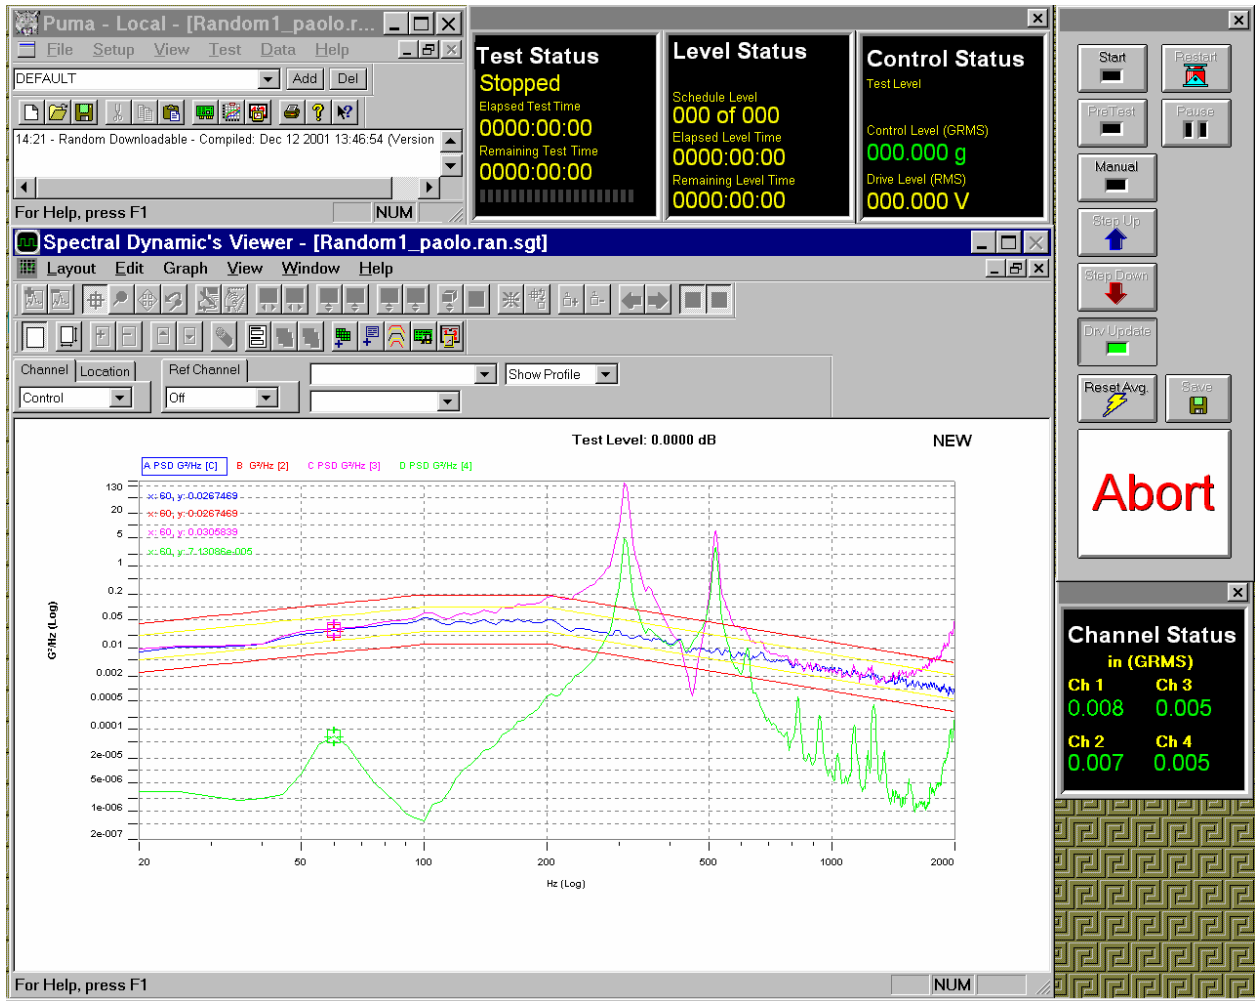 Puma - Local - [Random1_paolo.r...
File Setup View Test Data Help
DEFAULT
Add Del
14:21 - Random Downloadable - Compiled: Dec 12 2001 13:46:54 (Version
For Help, press F1
NUM
Test Status
Stopped
Elapsed Test Time
0000:00:00
Remaining Test Time
0000:00:00
Level Status
Schedule Level
000 of 000
Elapsed Level Time
0000:00:00
Remaining Level Time
0000:00:00
Control Status
Test Level
Control Level (GRMS)
000.000 g
Drive Level (RMS)
000.000 V
Start
Restart
PreTest
Pause
Manual
Step Up
Step Down
Drv Update
Reset Avg.
Save
Abort
Spectral Dynamic's Viewer - [Random1_paolo.ran.sgt]
Layout Edit Graph View Window Help
Channel Location
Ref Channel
Show Profile
Control
Off
Test Level: 0.0000 dB
NEW
A PSD G²/Hz [C] B G²/Hz [2] C PSD G²/Hz [3] D PSD G²/Hz [4]
x: 60, y: 0.0267469
x: 60, y: 0.0267469
x: 60, y: 0.0305839
x: 60, y: 7.13086e-005
130
20
5
1
0.2
0.05
0.01
0.002
0.0005
0.0001
2e-005
5e-006
1e-006
2e-007
G²/Hz (Log)
20 50 100 200 500 1000 2000
Hz (Log)
For Help, press F1
NUM
Channel Status
in (GRMS)
Ch 1 Ch 3
0.008 0.005
Ch 2 Ch 4
0.007 0.005